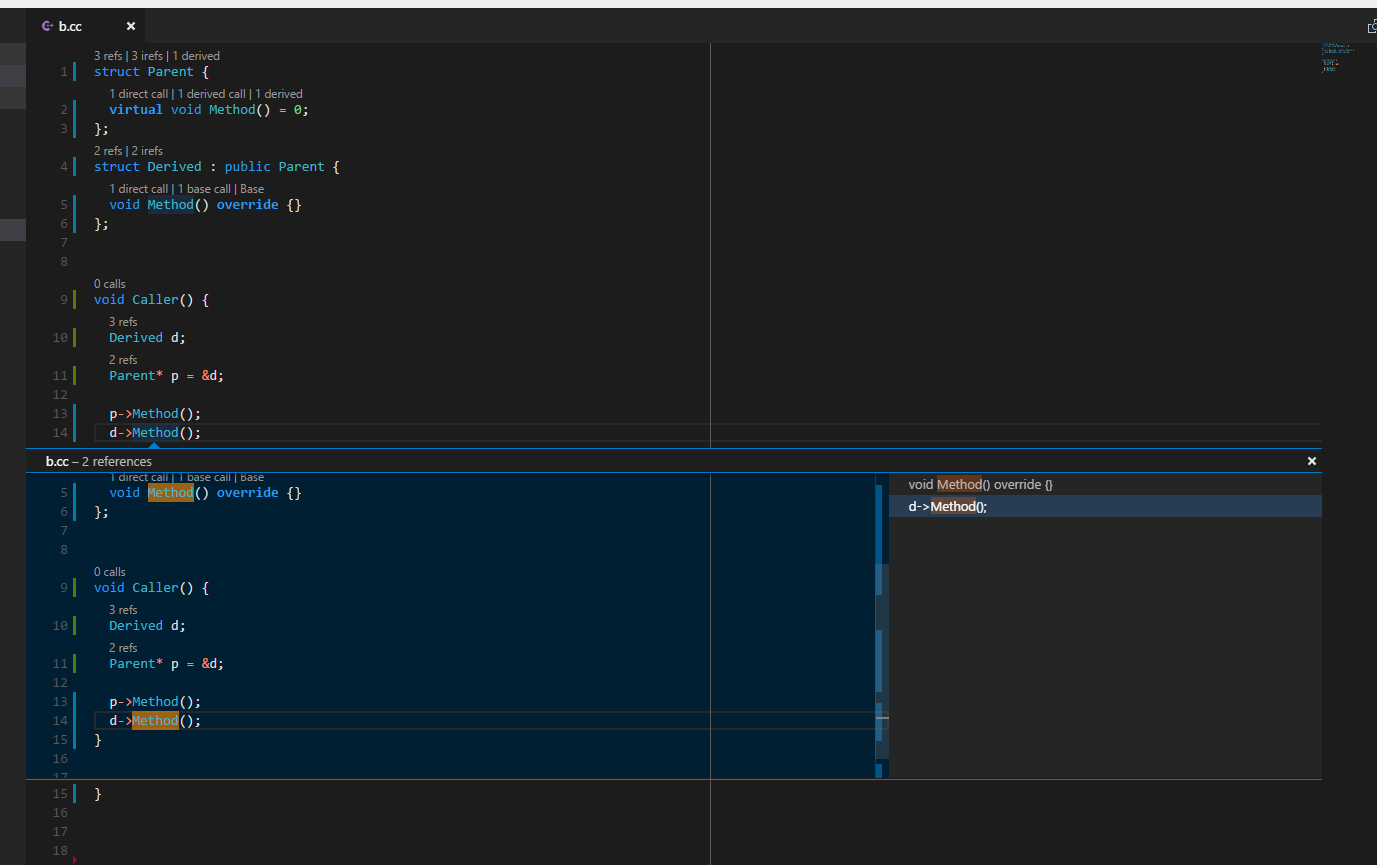 b.cc
3 refs | 3 irefs | 1 derived
1 struct Parent {
1 direct call | 1 derived call | 1 derived
2 virtual void Method() = 0;
3 };
2 refs | 2 irefs
4 struct Derived : public Parent {
1 direct call | 1 base call | Base
5 void Method() override {}
6 };
7
8
0 calls
9 void Caller() {
3 refs
10 Derived d;
2 refs
11 Parent* p = &d;
12
13 p->Method();
14 d->Method();
b.cc – 2 references
1 direct call | 1 base call | Base
5 void Method() override {}
6 };
7
8
0 calls
9 void Caller() {
3 refs
10 Derived d;
2 refs
11 Parent* p = &d;
12
13 p->Method();
14 d->Method();
15 }
16
17
void Method() override {}
d->Method();
15 }
16
17
18